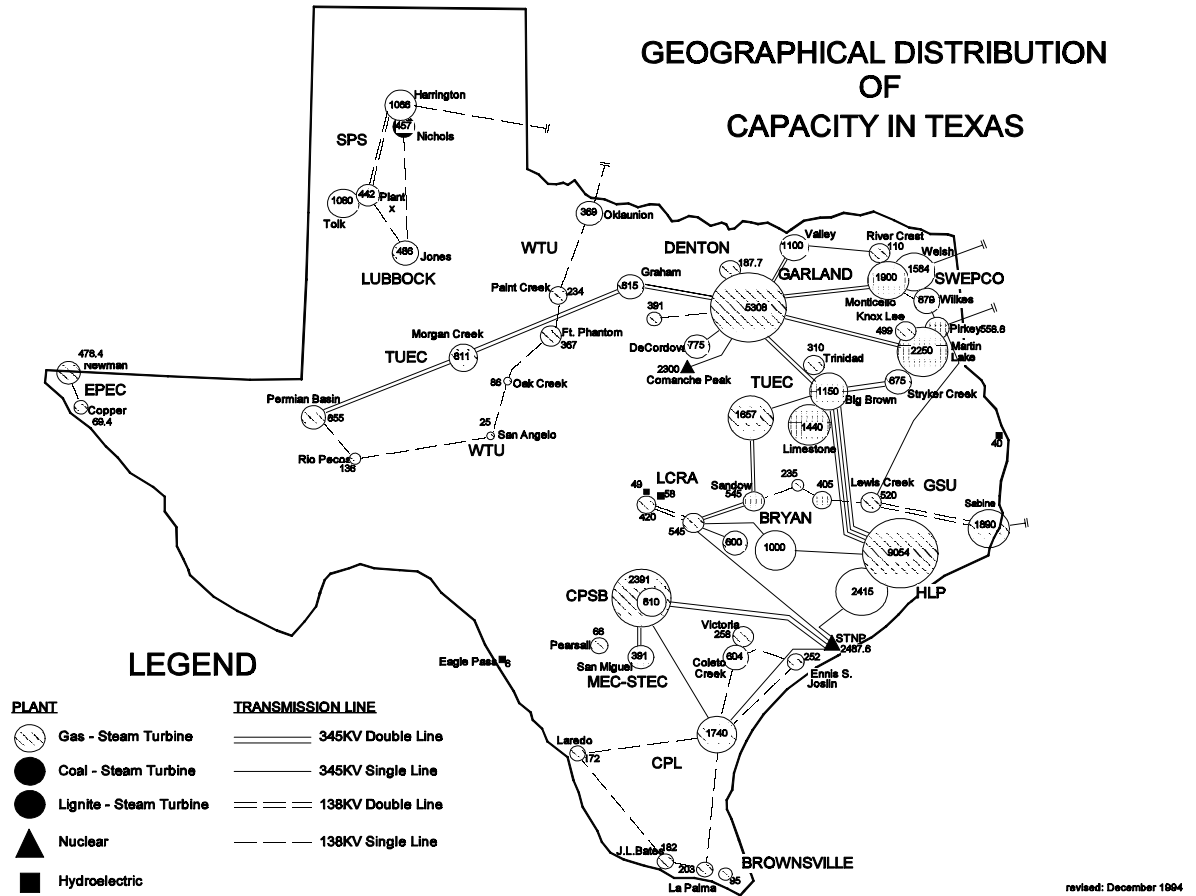 GEOGRAPHICAL DISTRIBUTION
OF
CAPACITY IN TEXAS
Harrington
1066
457
Nichols
SPS
442
Plant
x
1080
Tolk
486
Jones
LUBBOCK
369
Oklaunion
WTU
Paint Creek
234
Graham
615
DENTON
187.7
GARLAND
Valley
1100
River Crest
110
Welsh
1584
1900
SWEPCO
Monticello
879
Wilkes
Knox Lee
499
Pirkey
558.8
Martin
Lake
2250
391
5308
Morgan Creek
811
TUEC
Ft. Phantom
367
DeCordova
775
2300
Comanche Peak
310
Trinidad
TUEC
1150
Big Brown
675
Stryker Creek
478.4
Newman
EPEC
Copper
69.4
Permian Basin
855
86
Oak Creek
25
San Angelo
WTU
Rio Pecos
136
1657
1440
Limestone
40
LCRA
49
58
420
Sandow
545
235
405
Lewis Creek
520
GSU
Sabine
1890
545
BRYAN
600
1000
9054
2415
HLP
CPSB
2391
610
66
Pearsall
391
San Miguel
MEC-STEC
Victoria
258
604
Coleto
Creek
252
Ennis S.
Joslin
STNP
2487.6
Eagle Pass
6
1740
CPL
Laredo
172
J.L.Bates
182
203
La Palma
95
BROWNSVILLE
LEGEND
PLANT
TRANSMISSION LINE
Gas - Steam Turbine
345KV Double Line
Coal - Steam Turbine
345KV Single Line
Lignite - Steam Turbine
138KV Double Line
Nuclear
138KV Single Line
Hydroelectric
revised: December 1994